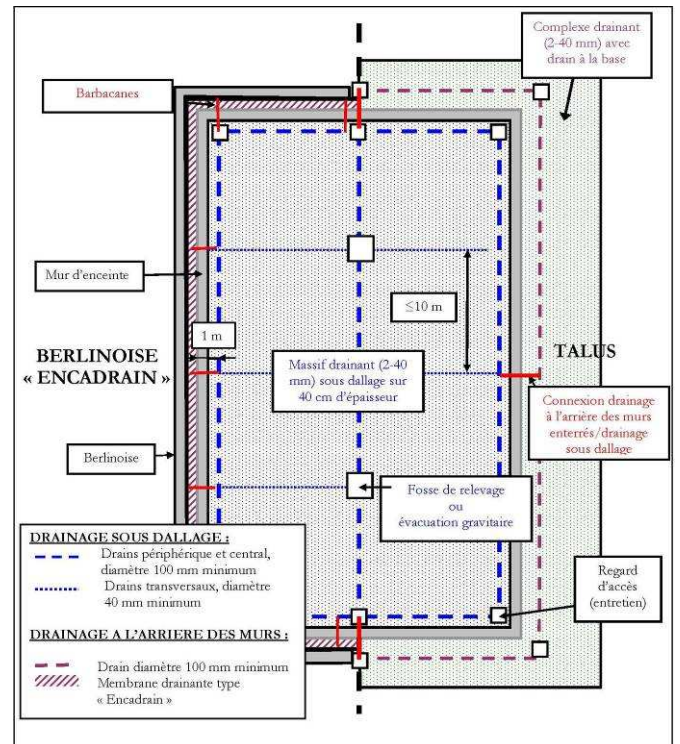 Complexe drainant
(2-40 mm) avec
drain à la base
Barbacanes
Mur d'enceinte
≤10 m
1 m
BERLINOISE
« ENCADRAIN »
TALUS
Massif drainant (2-40
mm) sous dallage sur
40 cm d'épaisseur
Connexion drainage
à l'arrière des murs
enterrés/drainage
sous dallage
Berlinoise
Fosse de relevage
ou
évacuation gravitaire
DRAINAGE SOUS DALLAGE :
Drains périphérique et central,
diamètre 100 mm minimum
Drains transversaux, diamètre
40 mm minimum
Regard
d'accès
(entretien)
DRAINAGE A L'ARRIERE DES MURS :
Drain diamètre 100 mm minimum
Membrane drainante type
« Encadrain »